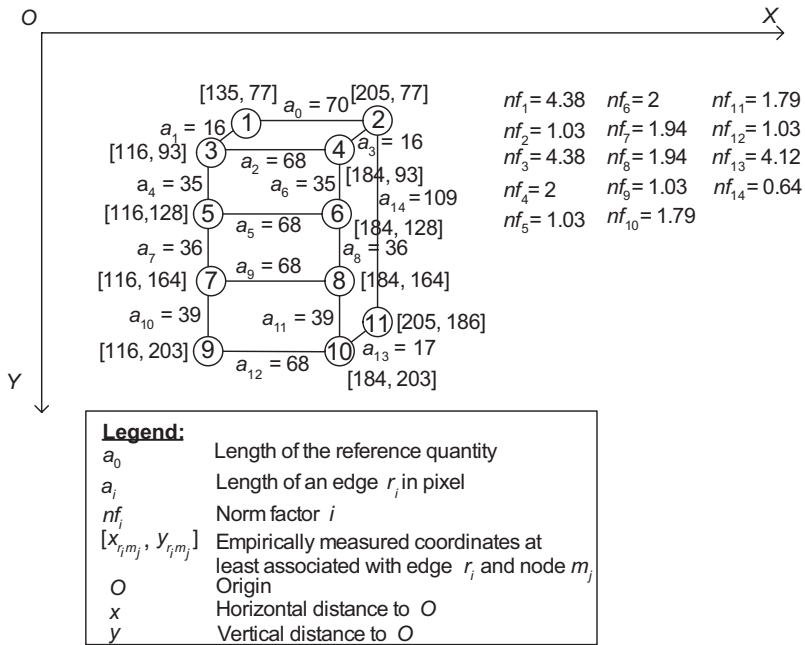 O
X
[135, 77] a₀ = 70 [205, 77]
1 2
a₁ = 16 a₃ = 16
[116, 93] 3 a₂ = 68 4 [184, 93]
a₄ = 35 a₆ = 35
a₁₄ = 109
[116,128] 5 a₅ = 68 6 [184, 128]
a₇ = 36 a₈ = 36
[116, 164] 7 a₉ = 68 8 [184, 164]
a₁₀ = 39 a₁₁ = 39
11 [205, 186]
[116, 203] 9 a₁₂ = 68 10 a₁₃ = 17
[184, 203]
Y
nf₁ = 4.38 nf₆ = 2 nf₁₁ = 1.79
nf₂ = 1.03 nf₇ = 1.94 nf₁₂ = 1.03
nf₃ = 4.38 nf₈ = 1.94 nf₁₃ = 4.12
nf₄ = 2 nf₉ = 1.03 nf₁₄ = 0.64
nf₅ = 1.03 nf₁₀ = 1.79
Legend:
a₀ Length of the reference quantity
aᵢ Length of an edge rᵢ in pixel
nfᵢ Norm factor i
[x_{rᵢmⱼ}, y_{rᵢmⱼ}] Empirically measured coordinates at
least associated with edge rᵢ and node mⱼ
O Origin
x Horizontal distance to O
y Vertical distance to O